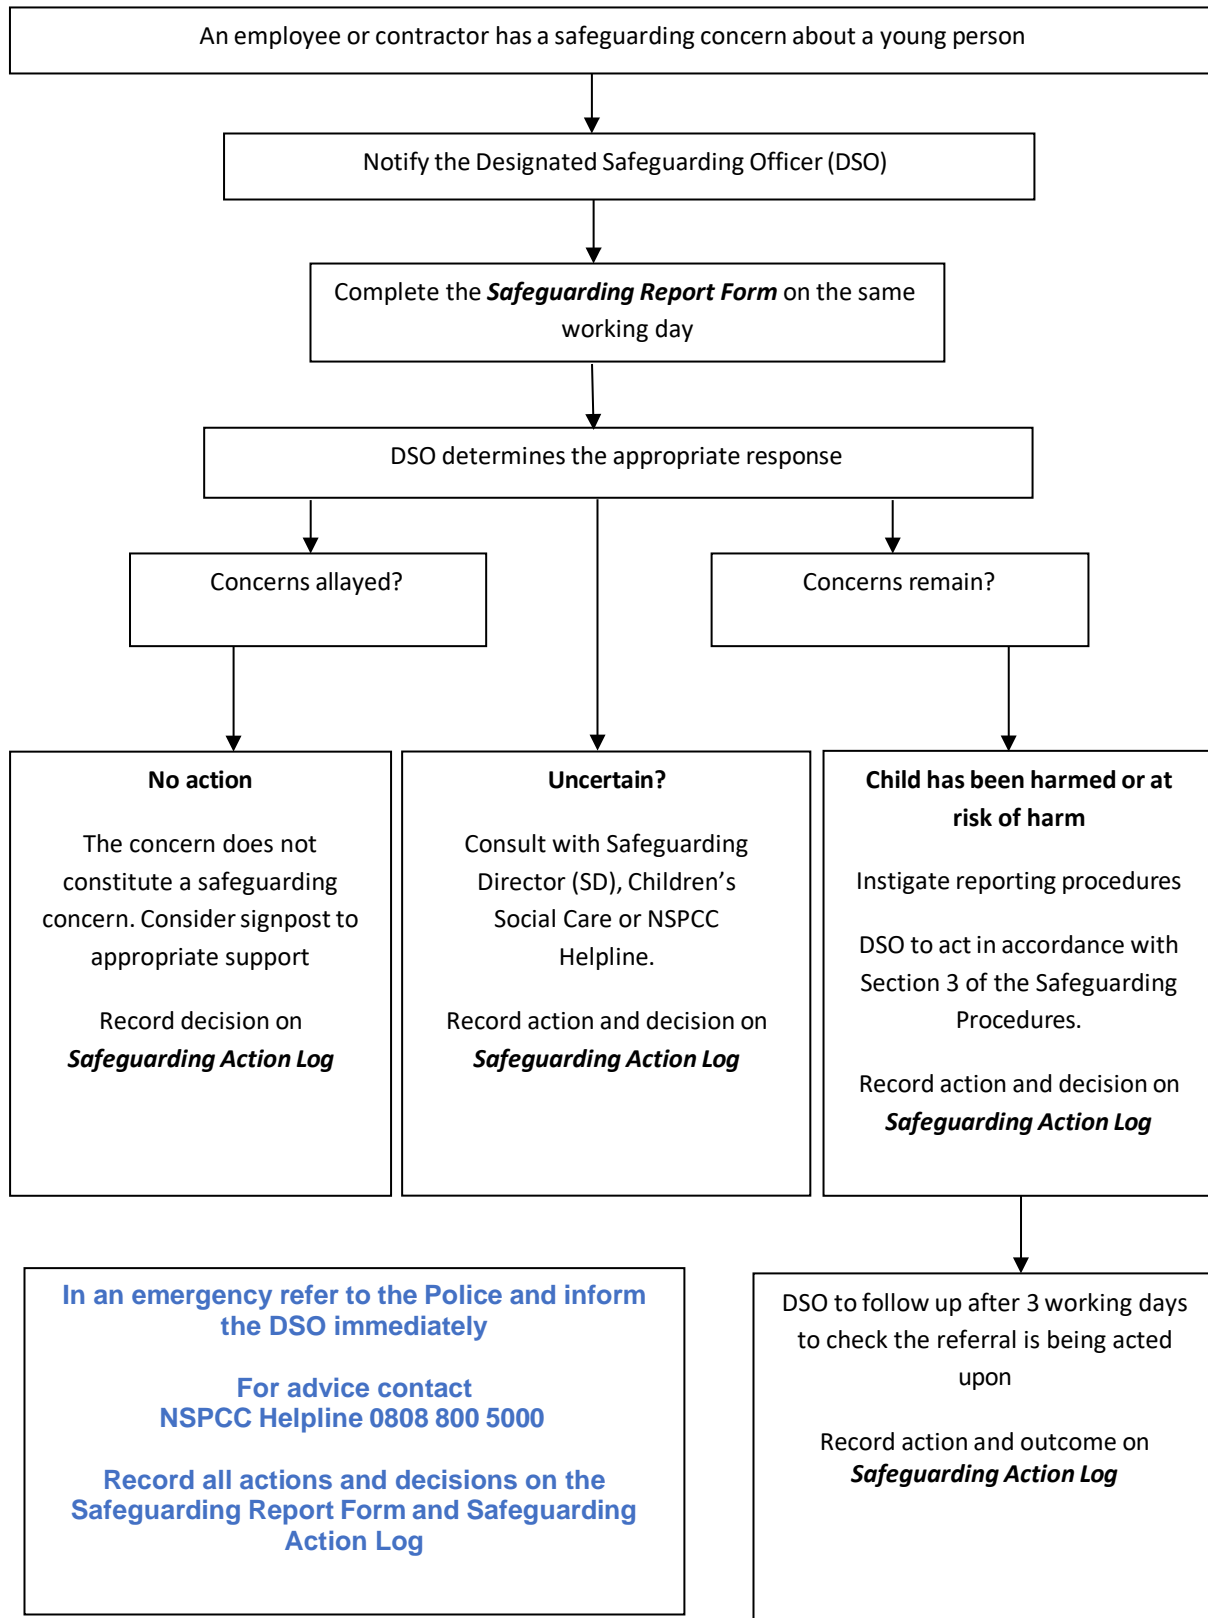 An employee or contractor has a safeguarding concern about a young person
Notify the Designated Safeguarding Officer (DSO)
Complete the Safeguarding Report Form on the same
working day
DSO determines the appropriate response
Concerns allayed?
Concerns remain?
No action
The concern does not
constitute a safeguarding
concern. Consider signpost to
appropriate support
Record decision on
Safeguarding Action Log
Uncertain?
Consult with Safeguarding
Director (SD), Children’s
Social Care or NSPCC
Helpline.
Record action and decision on
Safeguarding Action Log
Child has been harmed or at
risk of harm
Instigate reporting procedures
DSO to act in accordance with
Section 3 of the Safeguarding
Procedures.
Record action and decision on
Safeguarding Action Log
In an emergency refer to the Police and inform
the DSO immediately
For advice contact
NSPCC Helpline 0808 800 5000
Record all actions and decisions on the
Safeguarding Report Form and Safeguarding
Action Log
DSO to follow up after 3 working days
to check the referral is being acted
upon
Record action and outcome on
Safeguarding Action Log